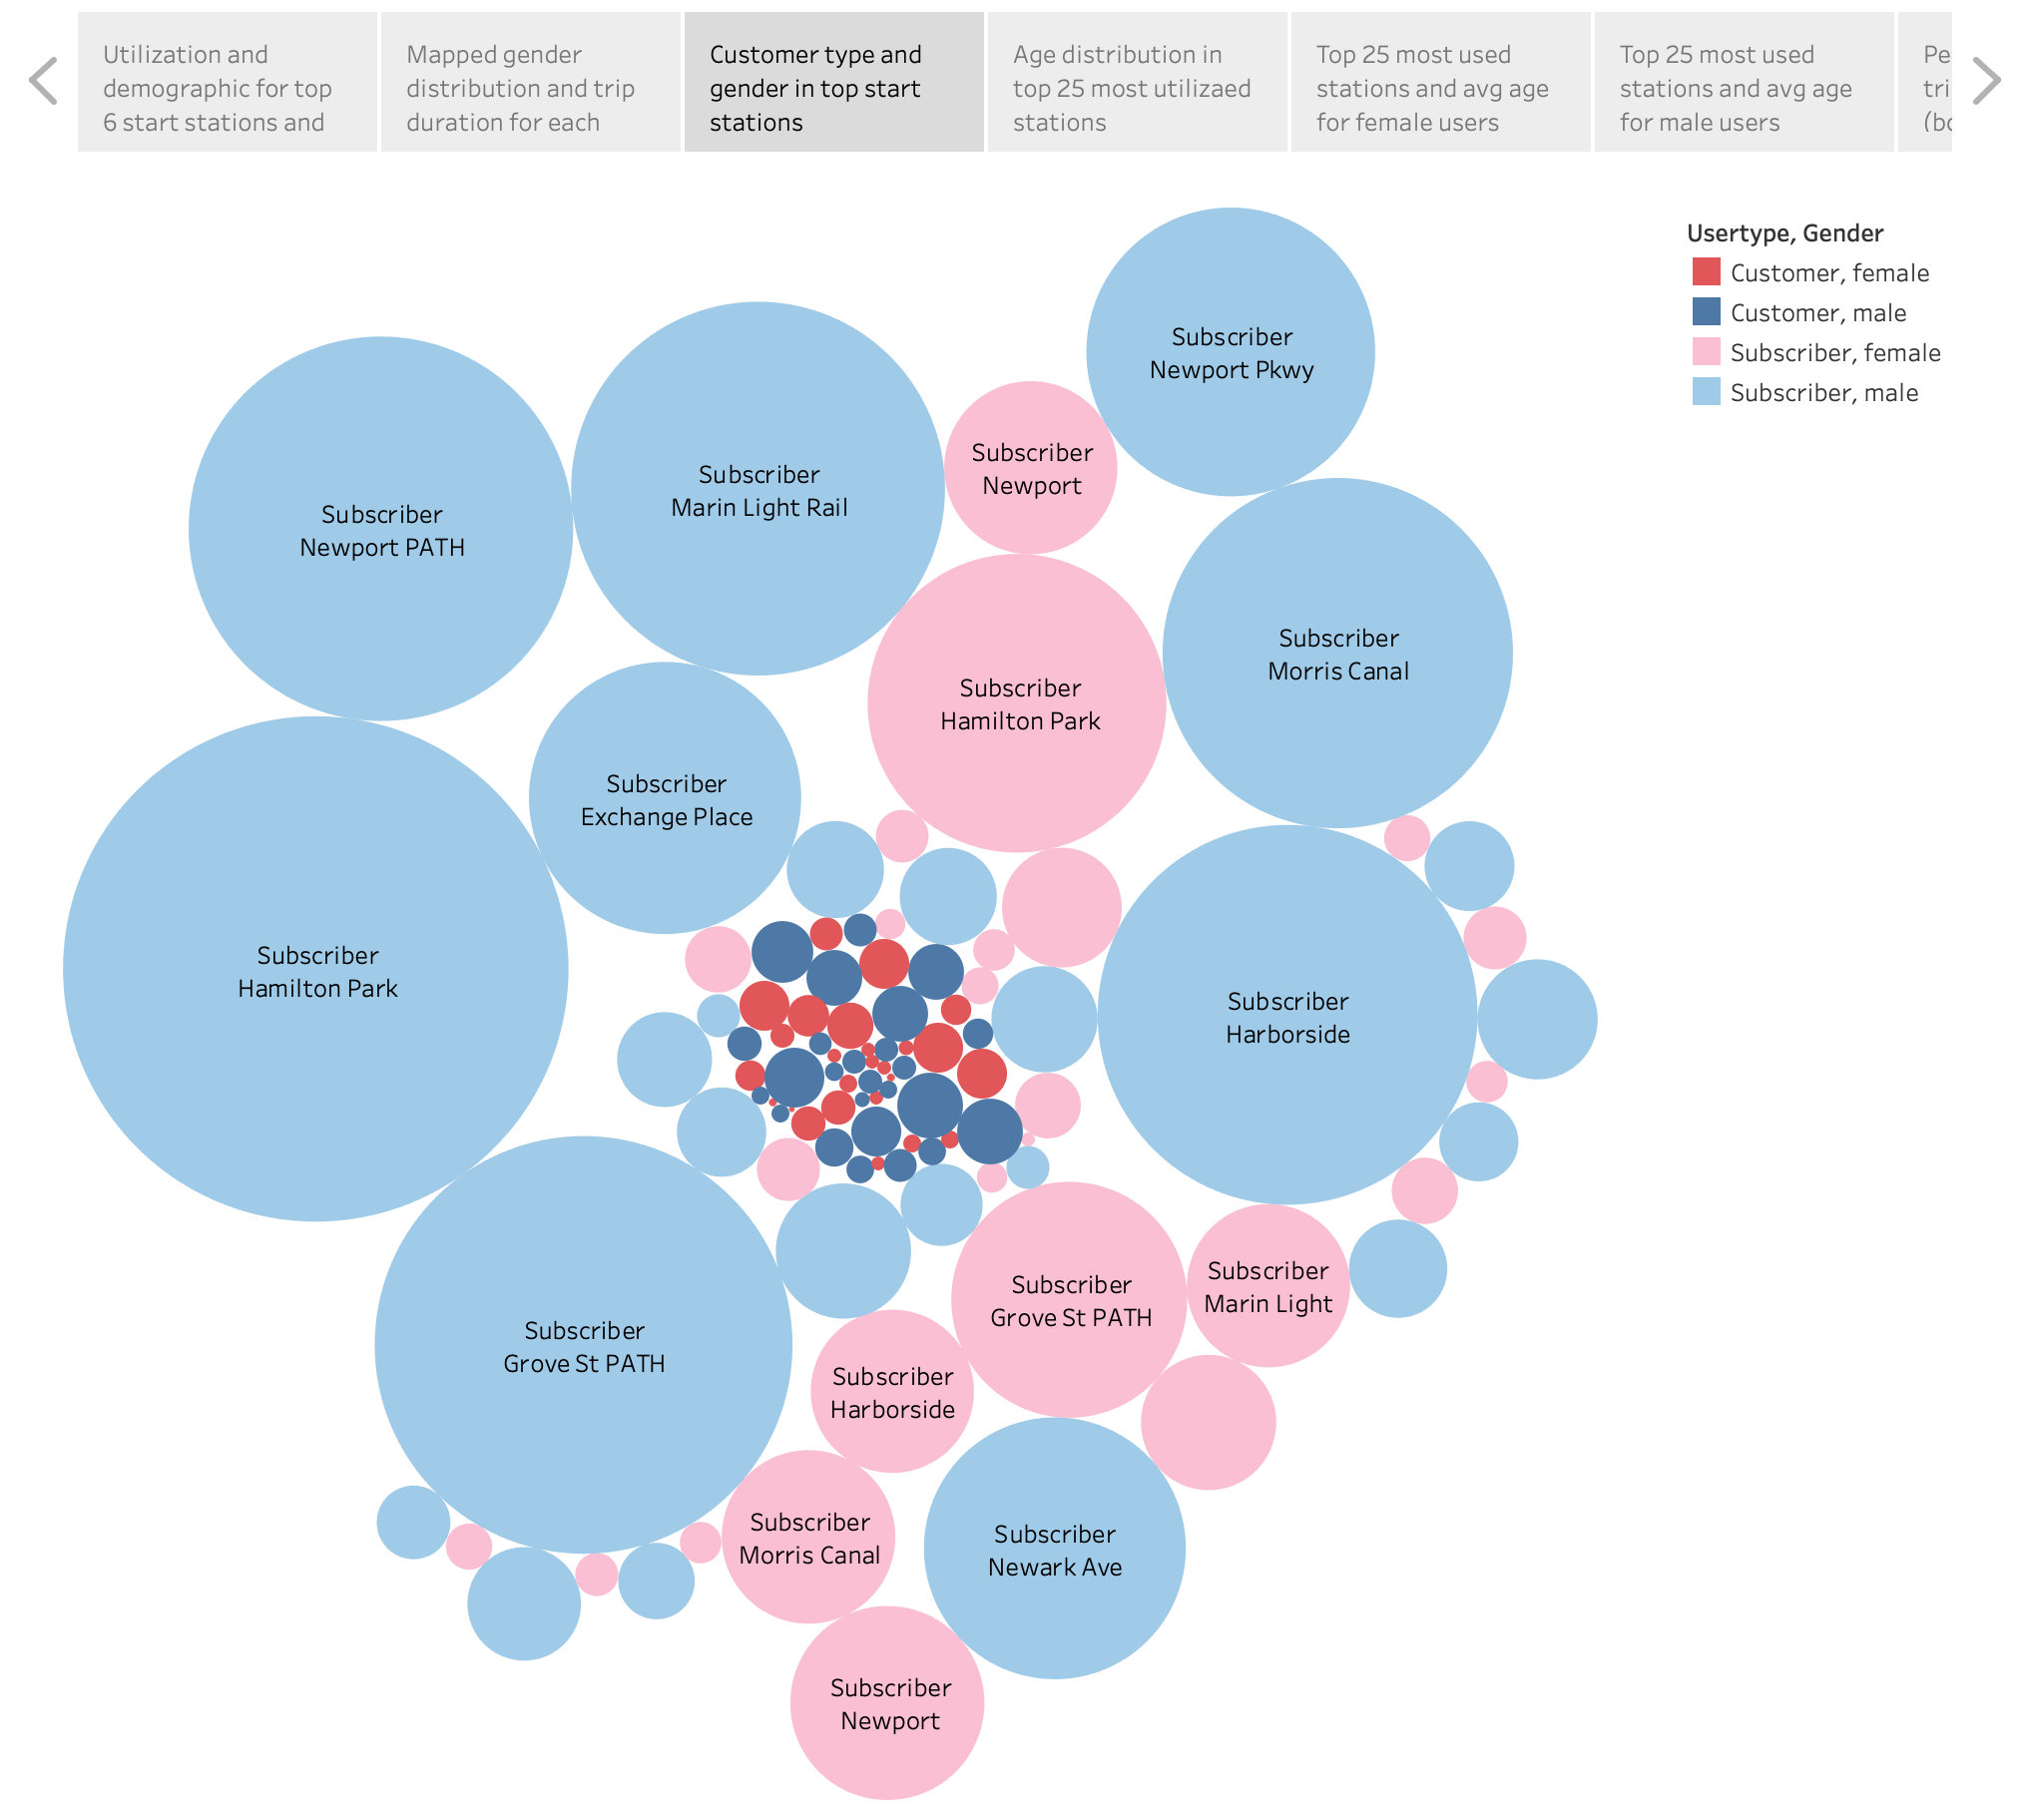 Utilization and
demographic for top
6 start stations and
Mapped gender
distribution and trip
duration for each
Customer type and
gender in top start
stations
Age distribution in
top 25 most utilizaed
stations
Top 25 most used
stations and avg age
for female users
Top 25 most used
stations and avg age
for male users
Pe
tri
Usertype, Gender
Customer, female
Customer, male
Subscriber, female
Subscriber, male
Subscriber
Newport Pkwy
Subscriber
Newport
Subscriber
Marin Light Rail
Subscriber
Newport PATH
Subscriber
Morris Canal
Subscriber
Hamilton Park
Subscriber
Exchange Place
Subscriber
Hamilton Park
Subscriber
Harborside
Subscriber
Grove St PATH
Subscriber
Marin Light
Subscriber
Grove St PATH
Subscriber
Harborside
Subscriber
Morris Canal
Subscriber
Newark Ave
Subscriber
Newport